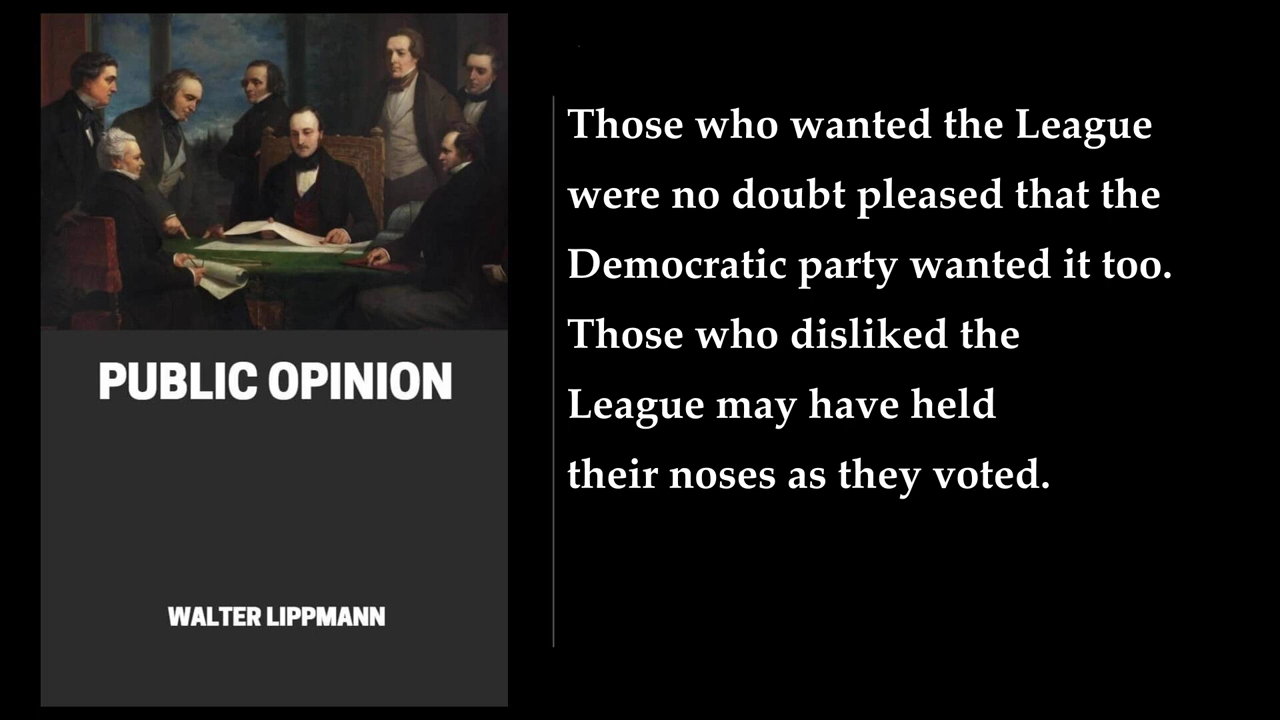 PUBLIC OPINION
WALTER LIPPMANN
Those who wanted the League
were no doubt pleased that the
Democratic party wanted it too.
Those who disliked the
League may have held
their noses as they voted.